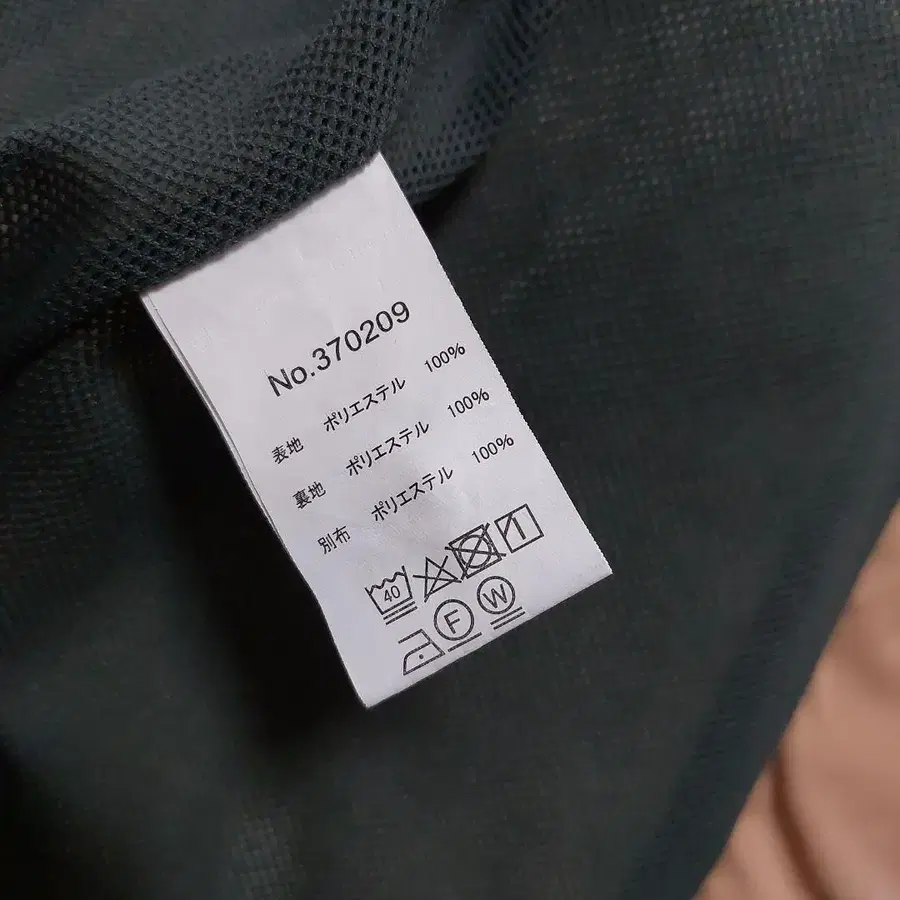 No.370209
表地 ポリエステル 100%
裏地 ポリエステル 100%
別布 ポリエステル 100%
40
F W